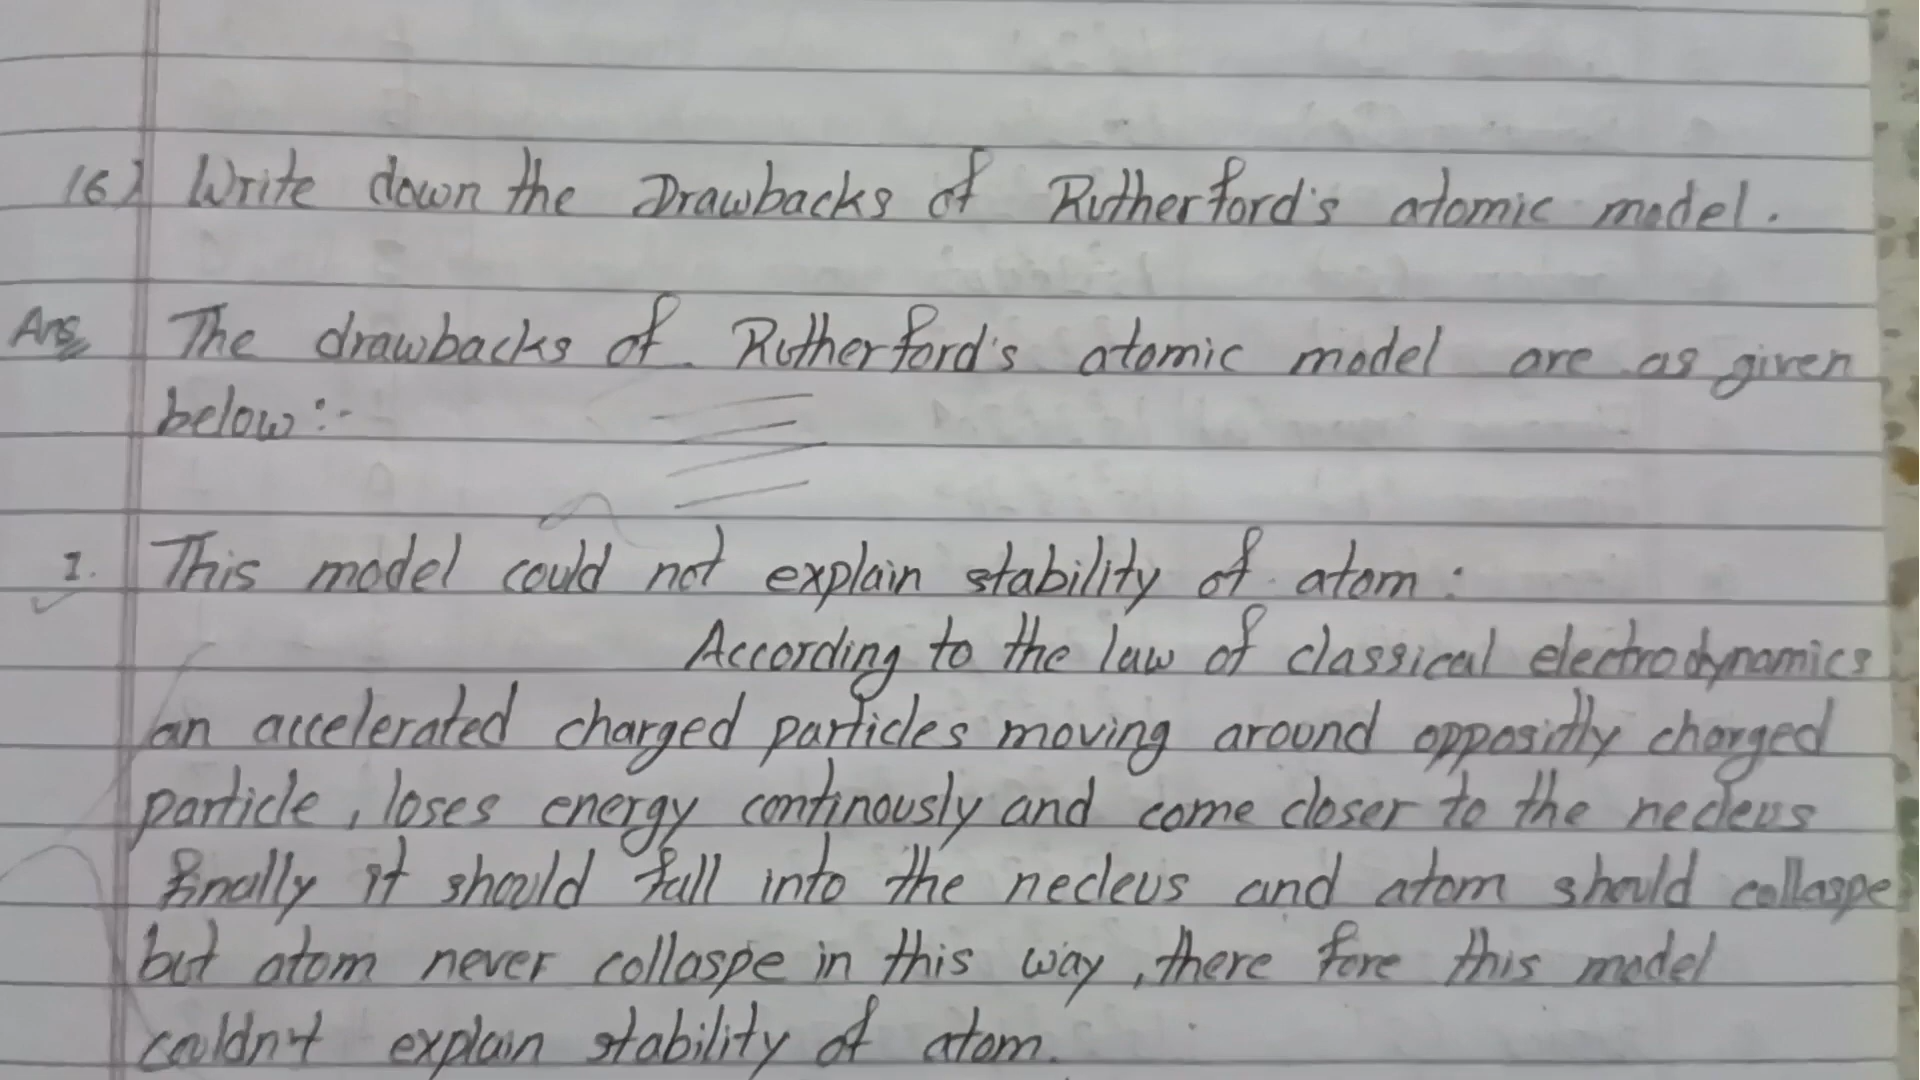 16) Write down the Drawbacks of Rutherford's atomic model.
Ans The drawbacks of Rutherford's atomic model are as given
below:-
1. This model could not explain stability of atom:
According to the law of classical electrodynamics
an accelerated charged particles moving around oppositly charged
particle, loses energy continously and come closer to the necleus
finally it should fall into the necleus and atom should collaspe
but atom never collaspe in this way, there fore this model
couldn't explain stability of atom.